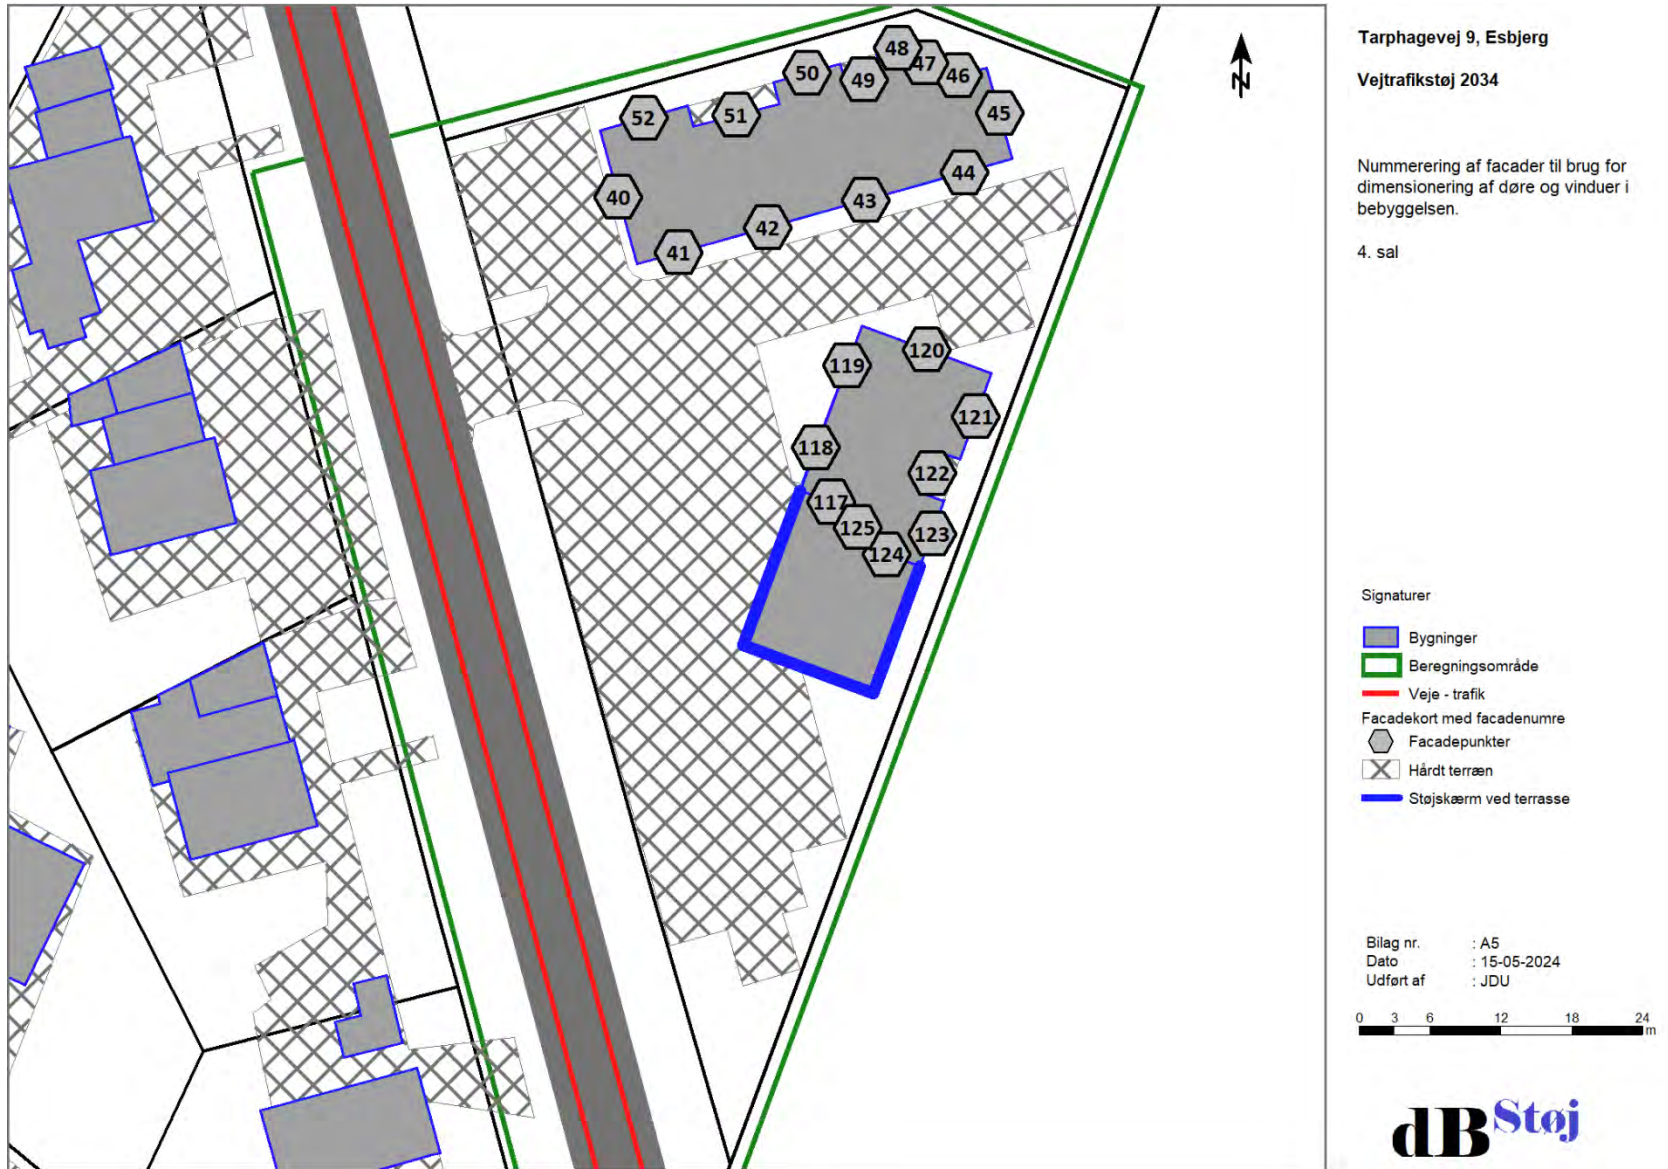 Tarphagevej 9, Esbjerg
Vejtrafikstøj 2034
Nummerering af facader til brug for
dimensionering af døre og vinduer i
bebyggelsen.
4. sal
N
48
47
46
50
49
51
52
45
44
40
43
42
41
120
119
121
118
122
117
125
124
123
Signaturer
Bygninger
Beregningsområde
Veje - trafik
Facadekort med facadenumre
Facadepunkter
Hårdt terræn
Støjskærm ved terrasse
Bilag nr. : A5
Dato : 15-05-2024
Udført af : JDU
0 3 6 12 18 24
m
dB Støj